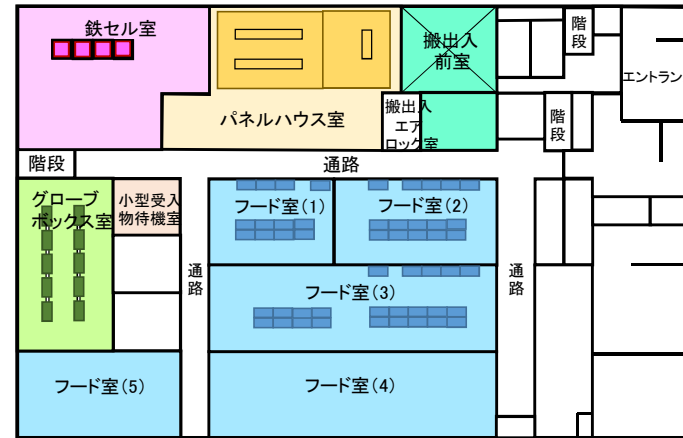 鉄セル室
搬出入
前室
階
段
エントラン
パネルハウス室
搬出入
エア
ロック室
階
段
階段
通路
グローブ
ボックス室
小型受入
物待機室
フード室(1)
フード室(2)
通
路
フード室(3)
通
路
フード室(5)
フード室(4)